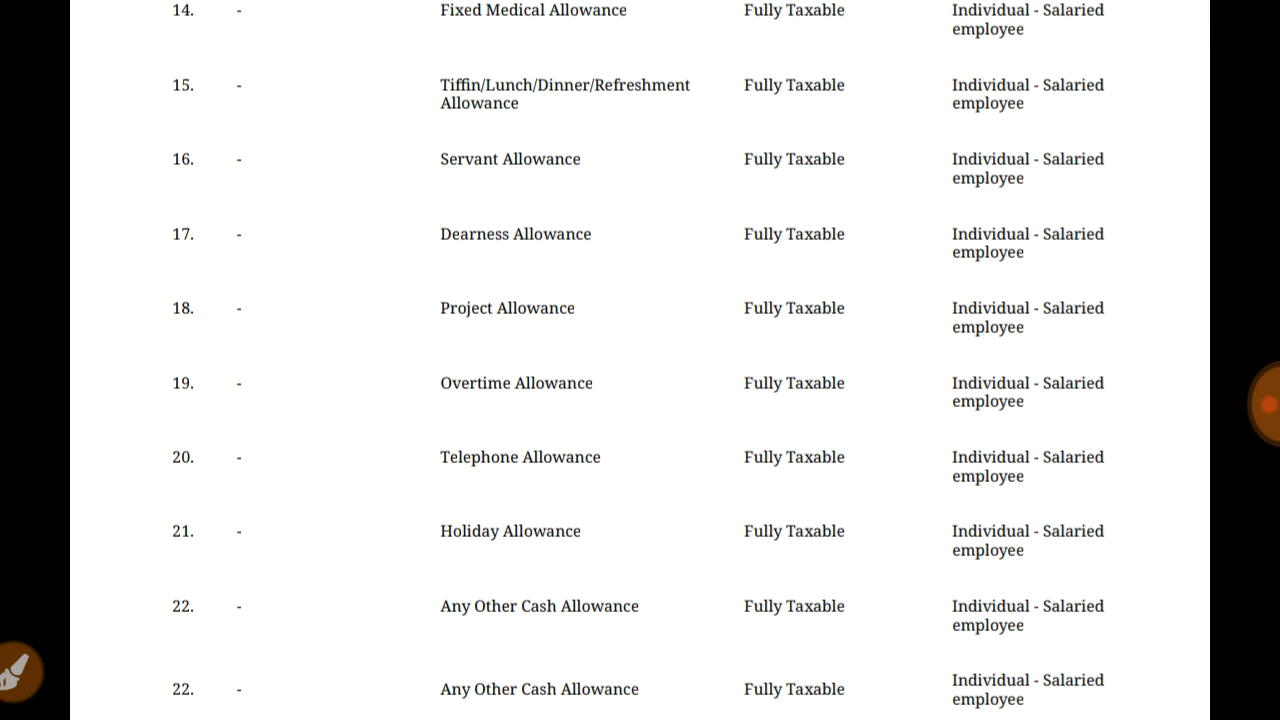 14. - Fixed Medical Allowance Fully Taxable Individual - Salaried
employee
15. - Tiffin/Lunch/Dinner/Refreshment Fully Taxable Individual - Salaried
Allowance employee
16. - Servant Allowance Fully Taxable Individual - Salaried
employee
17. - Dearness Allowance Fully Taxable Individual - Salaried
employee
18. - Project Allowance Fully Taxable Individual - Salaried
employee
19. - Overtime Allowance Fully Taxable Individual - Salaried
employee
20. - Telephone Allowance Fully Taxable Individual - Salaried
employee
21. - Holiday Allowance Fully Taxable Individual - Salaried
employee
22. - Any Other Cash Allowance Fully Taxable Individual - Salaried
employee
22. - Any Other Cash Allowance Fully Taxable Individual - Salaried
employee